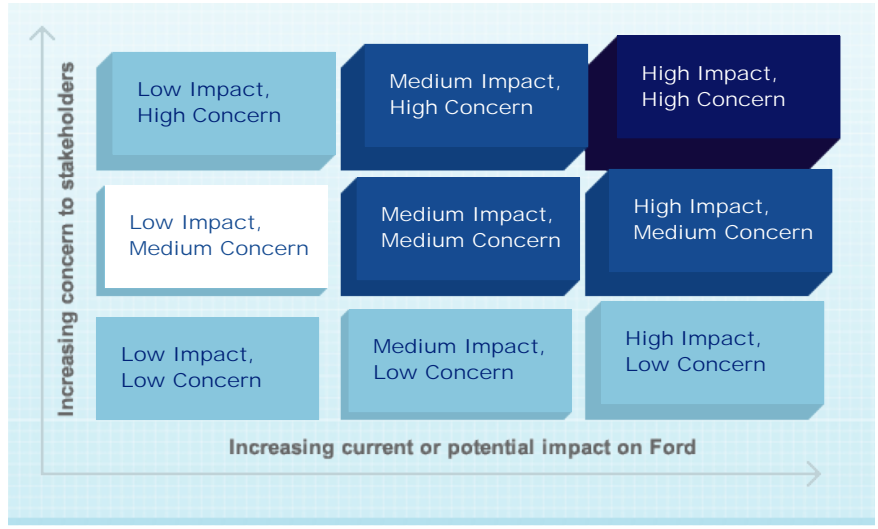 Increasing concern to stakeholders
Low Impact,
High Concern
Medium Impact,
High Concern
High Impact,
High Concern
Low Impact,
Medium Concern
Medium Impact,
Medium Concern
High Impact,
Medium Concern
Low Impact,
Low Concern
Medium Impact,
Low Concern
High Impact,
Low Concern
Increasing current or potential impact on Ford